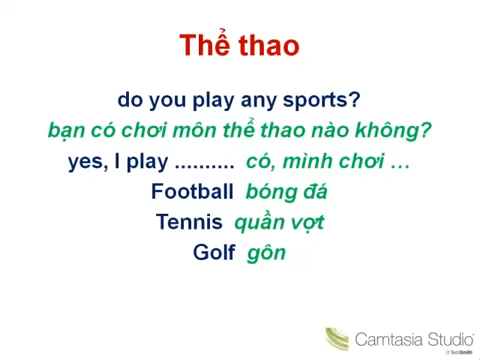 Thể thao
do you play any sports?
bạn có chơi môn thể thao nào không?
yes, I play .......... có, mình chơi …
Football bóng đá
Tennis quần vợt
Golf gôn
Camtasia Studio
TechSmith